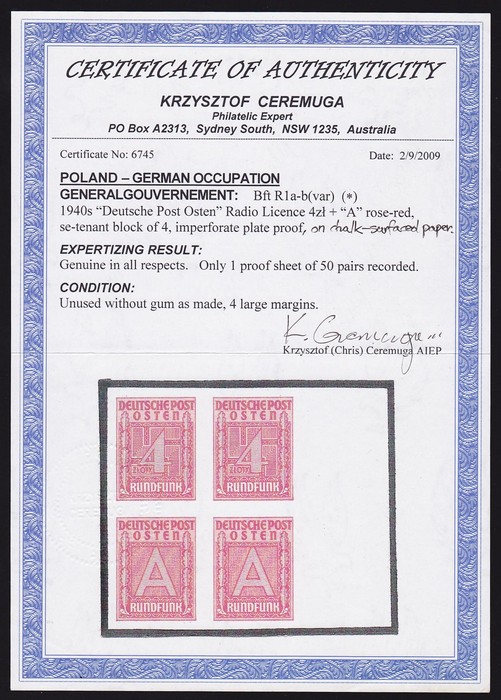 CERTIFICATE OF AUTHENTICITY
KRZYSZTOF CEREMUGA
Philatelic Expert
PO Box A2313, Sydney South, NSW 1235, Australia
Certificate No: 6745 Date: 2/9/2009
POLAND – GERMAN OCCUPATION
GENERALGOUVERNEMENT: Bft R1a-b(var) (*)
1940s “Deutsche Post Osten” Radio Licence 4zł + “A” rose-red,
se-tenant block of 4, imperforate plate proof, on chalk-surfaced paper.
EXPERTIZING RESULT:
Genuine in all respects. Only 1 proof sheet of 50 pairs recorded.
CONDITION:
Unused without gum as made, 4 large margins.
K. Ceremuga
Krzysztof (Chris) Ceremuga AIEP
DEUTSCHE POST DEUTSCHE POST
OSTEN OSTEN
4 4
ZŁOTY ZŁOTY
RUNDFUNK RUNDFUNK
DEUTSCHE POST DEUTSCHE POST
OSTEN OSTEN
A A
RUNDFUNK RUNDFUNK